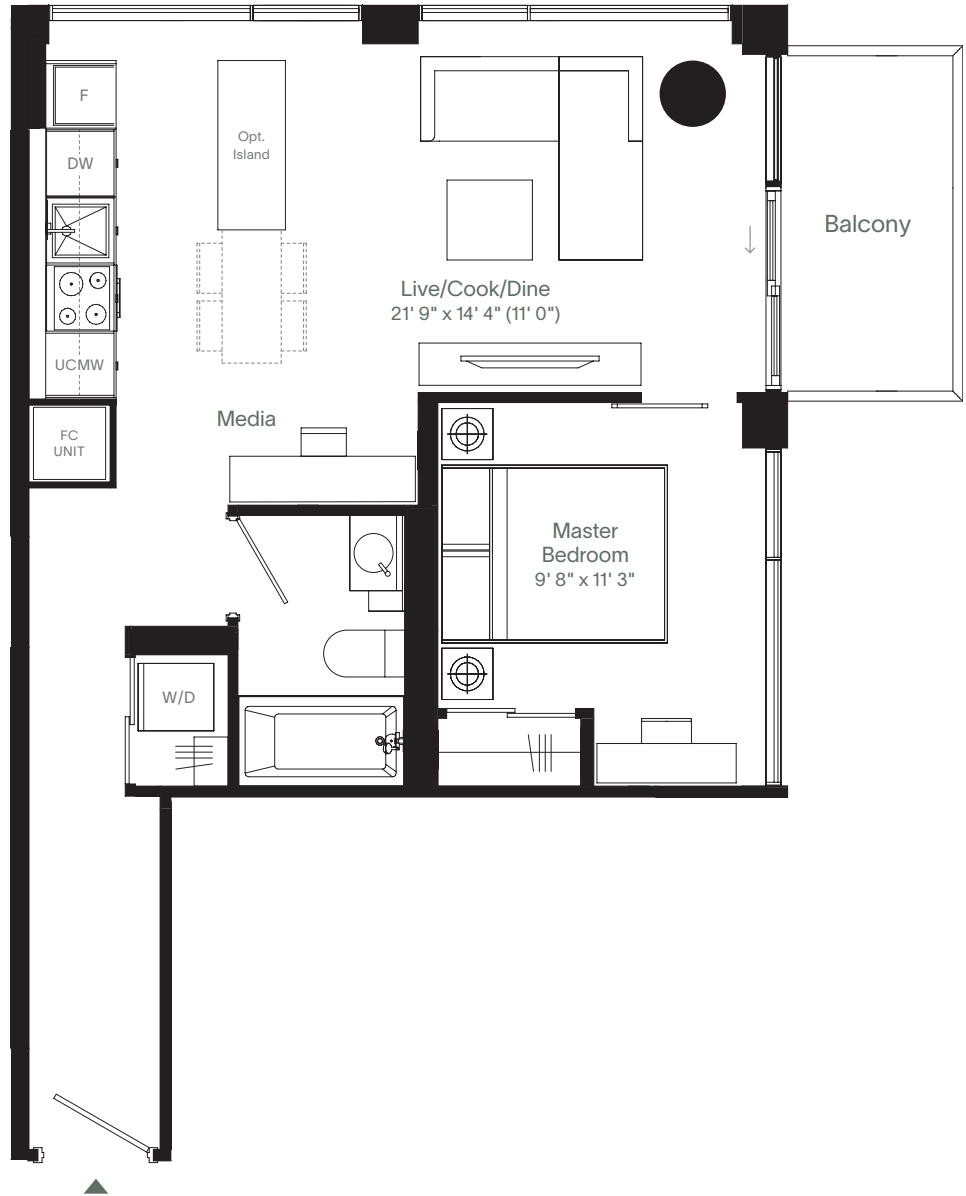 F
DW
Opt.
Island
Balcony
Live/Cook/Dine
21' 9" x 14' 4" (11' 0")
UCMW
Media
FC
UNIT
Master
Bedroom
9' 8" x 11' 3"
W/D